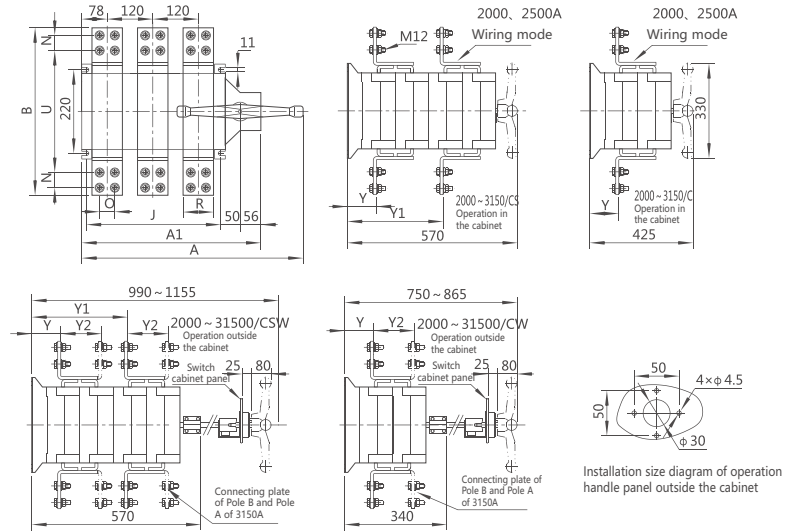 78
120
120
11
N
B
U
220
N
O
R
J
50
56
A1
A
2000、2500A
Wiring mode
M12
Y
Y1
2000~3150/CS
Operation in
the cabinet
570
2000、2500A
Wiring mode
330
Y
2000~3150/C
Operation in
the cabinet
425
990~1155
Y1
Y
Y2
Y2
2000~31500/CSW
Operation outside
the cabinet
Switch
cabinet panel
25
80
Connecting plate
of Pole B and Pole
A of 3150A
570
750~865
Y
Y2
2000~31500/CW
Operation outside
the cabinet
Switch
cabinet panel
25
80
Connecting plate of
Pole B and Pole A
of 3150A
340
50
4×φ4.5
50
φ30
Installation size diagram of operation
handle panel outside the cabinet